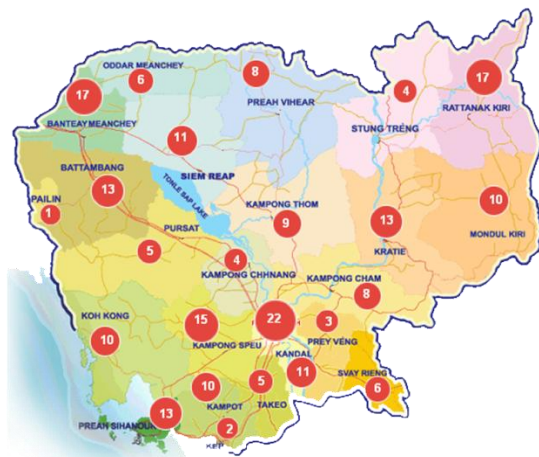 ODDAR MEANCHEY
6
8
4
17
17
PREAH VIHEAR
RATTANAK KIRI
BANTEAYMEANCHEY
11
STUNG TRENG
BATTAMBANG
SIEM REAP
13
TONLE SAP LAKE
PAILIN
1
KAMPONG THOM
10
9
13
PURSAT
MONDUL KIRI
5
4
KRATIE
KAMPONG CHHNANG
KAMPONG CHAM
8
KOH KONG
15
22
3
10
KAMPONG SPEU
PREY VENG
KANDAL
11
SVAY RIENG
10
5
6
KAMPOT
TAKEO
13
PREAN SIHANOUK
2
KEP